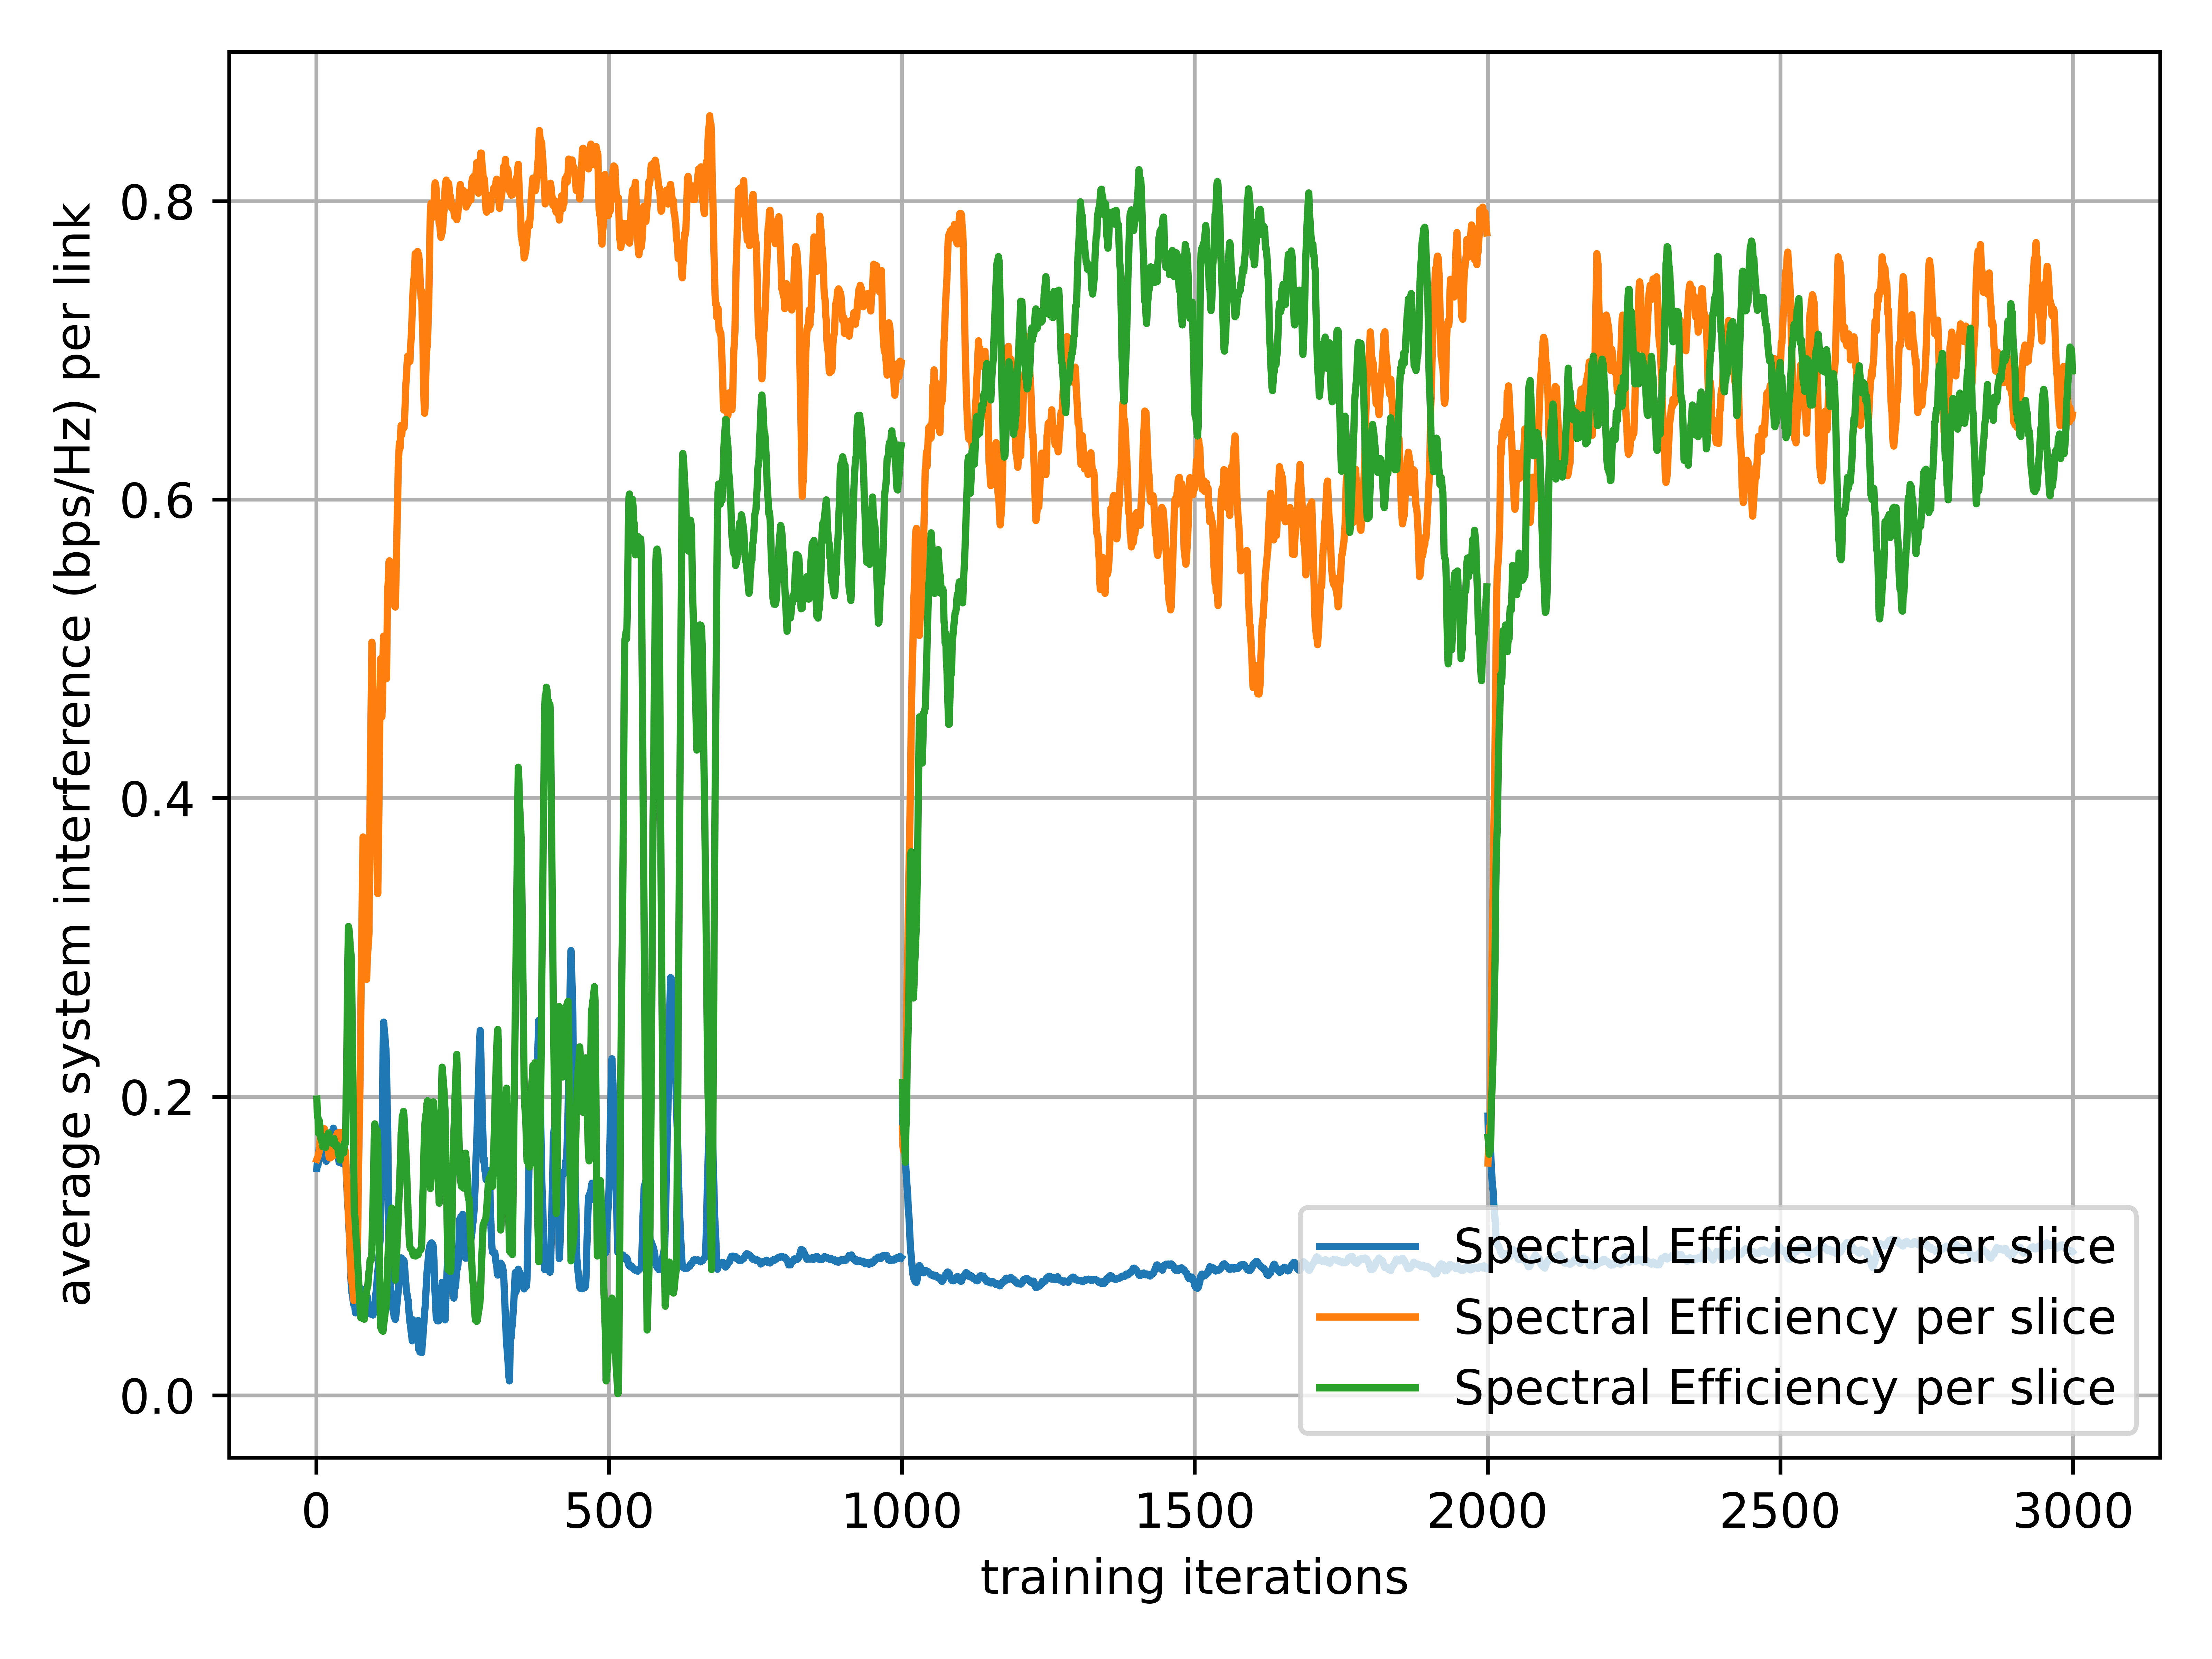 average system interference (bps/Hz) per link
0.8
0.6
0.4
0.2
0.0
Spectral Efficiency per slice
Spectral Efficiency per slice
Spectral Efficiency per slice
0 500 1000 1500 2000 2500 3000
training iterations